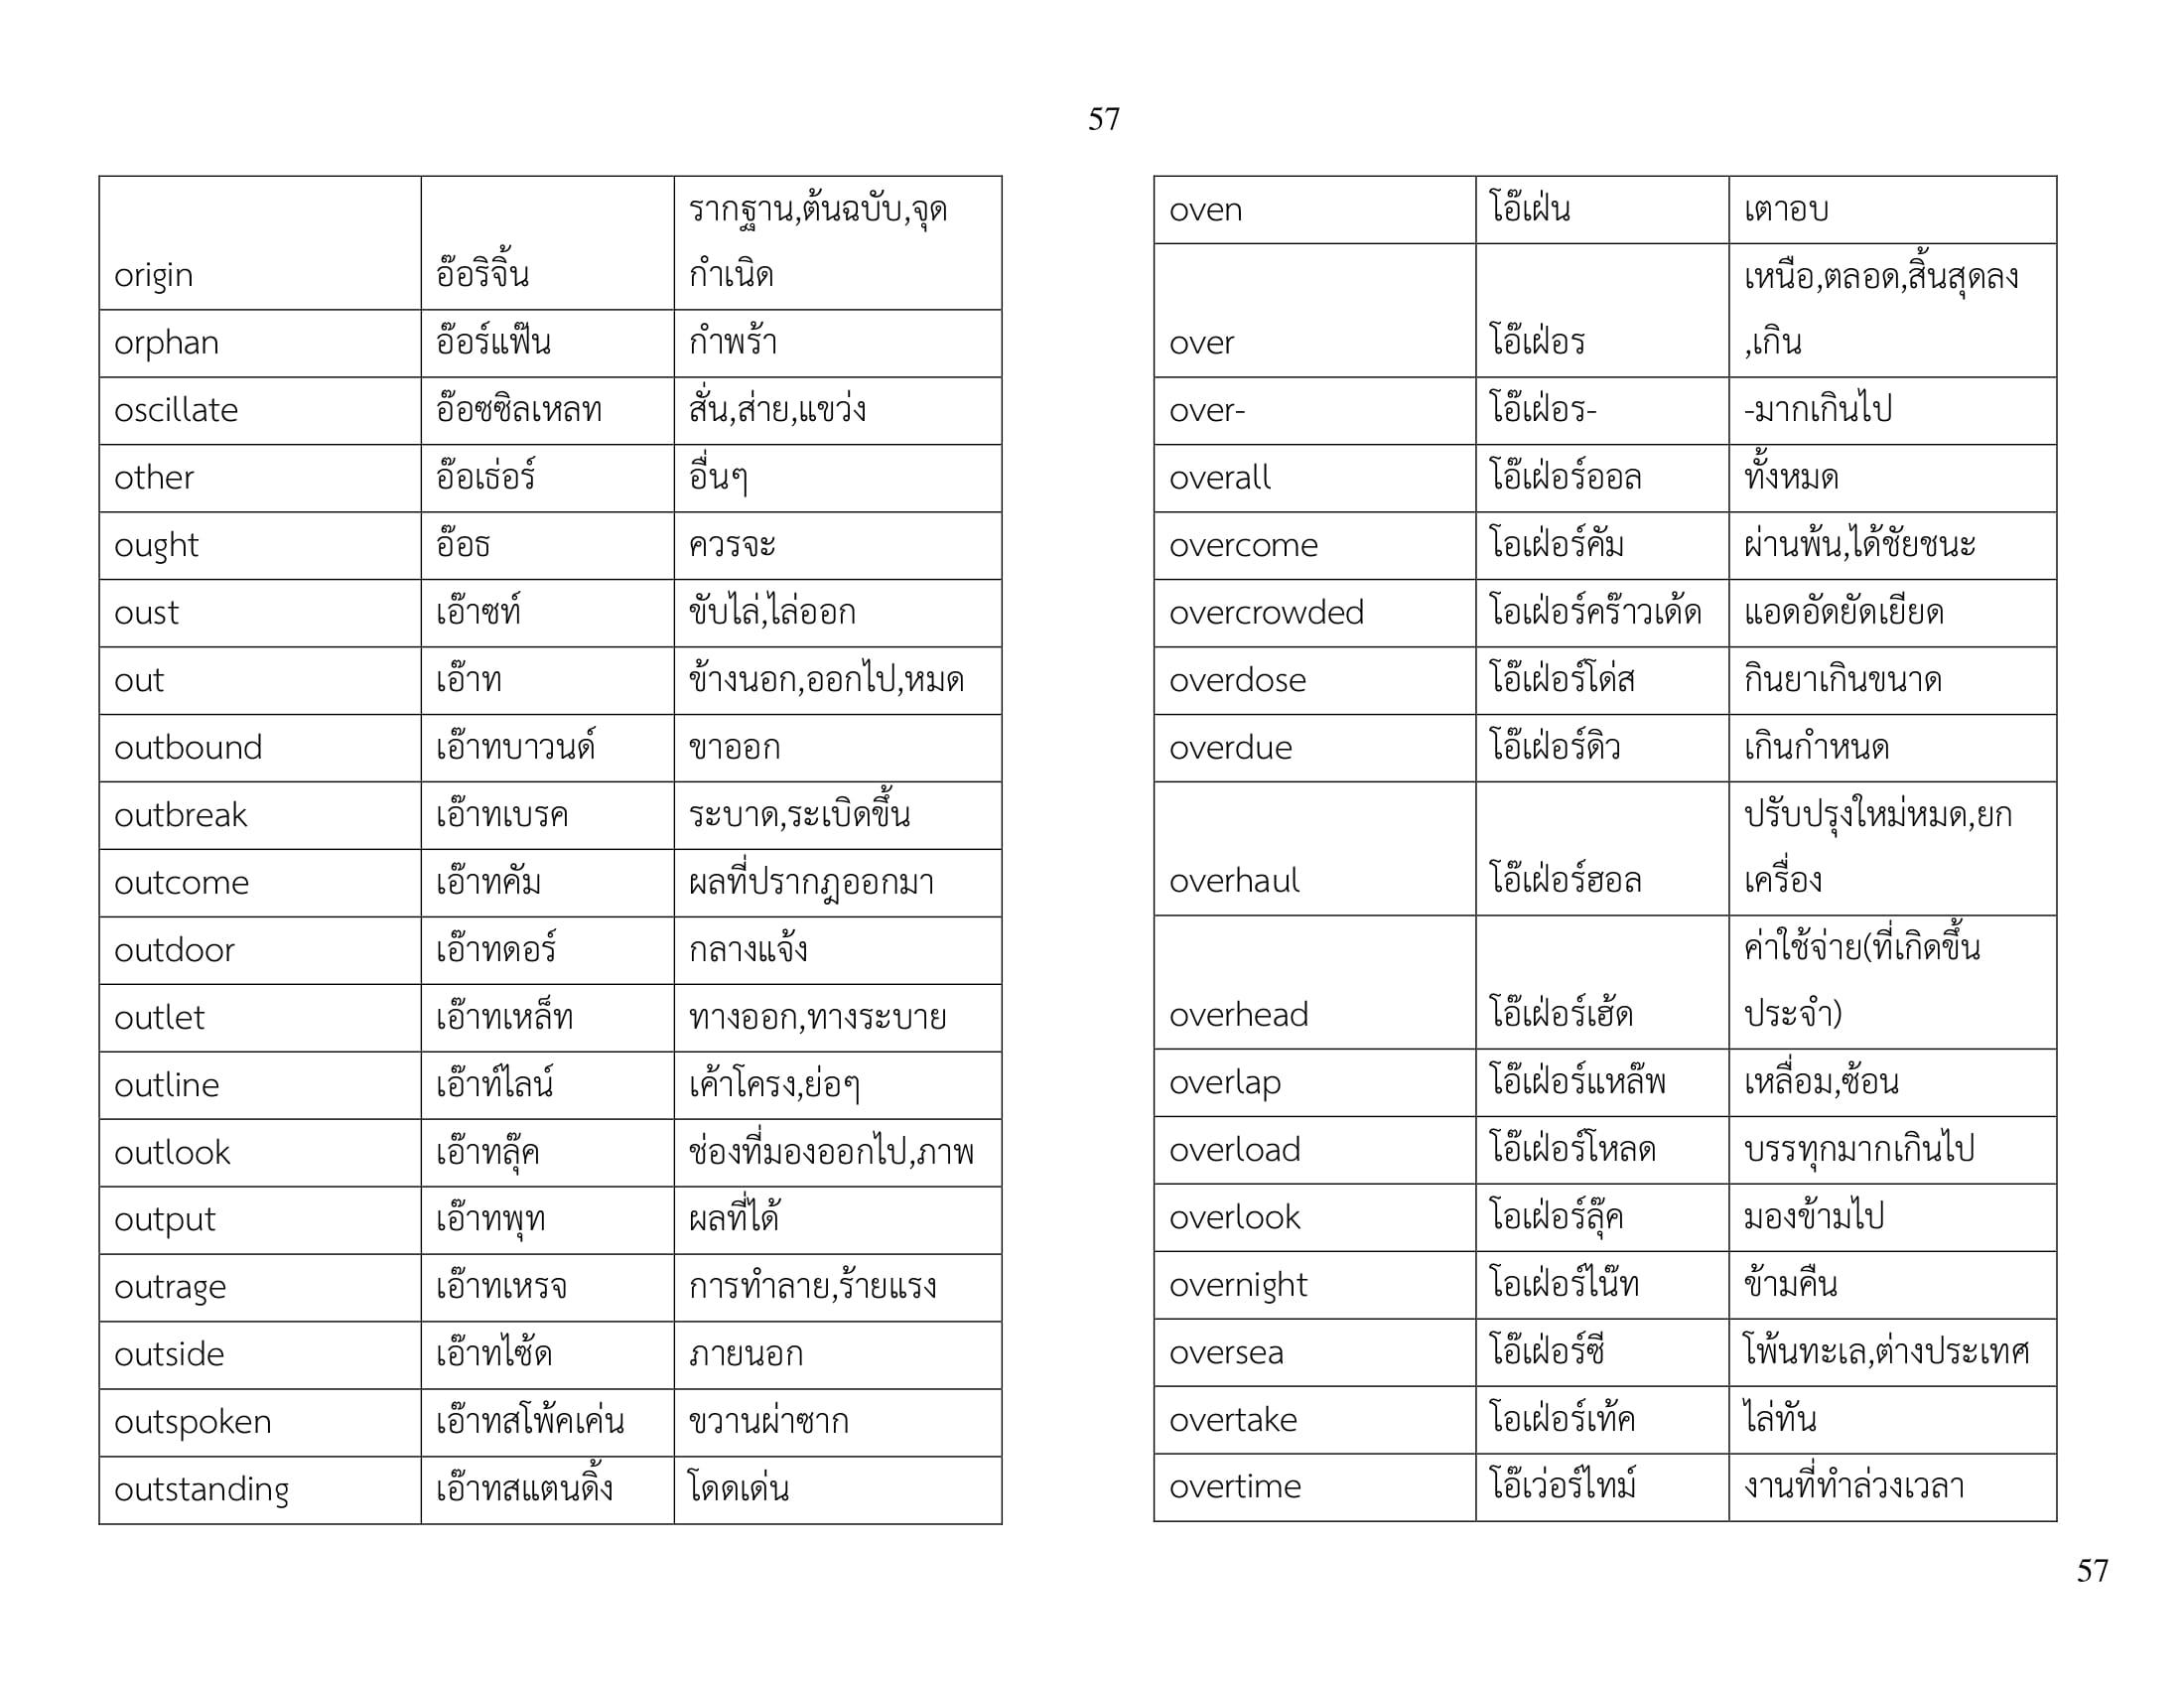 57
รากฐาน,ต้นฉบับ,จุด
origin อ๊อริจิ้น กำเนิด
orphan อ๊อร์แฟ๊น กำพร้า
oscillate อ๊อซซิลเหลท สั่น,ส่าย,แขว่ง
other อ๊อเธ่อร์ อื่นๆ
ought อ๊อธ ควรจะ
oust เอ๊าซท์ ขับไล่,ไล่ออก
out เอ๊าท ข้างนอก,ออกไป,หมด
outbound เอ๊าทบาวนด์ ขาออก
outbreak เอ๊าทเบรค ระบาด,ระเบิดขึ้น
outcome เอ๊าทคัม ผลที่ปรากฎออกมา
outdoor เอ๊าทดอร์ กลางแจ้ง
outlet เอ๊าทเหล็ท ทางออก,ทางระบาย
outline เอ๊าท์ไลน์ เค้าโครง,ย่อๆ
outlook เอ๊าทลุ๊ค ช่องที่มองออกไป,ภาพ
output เอ๊าทพุท ผลที่ได้
outrage เอ๊าทเหรจ การทำลาย,ร้ายแรง
outside เอ๊าทไซ้ด ภายนอก
outspoken เอ๊าทสโพ้คเค่น ขวานผ่าซาก
outstanding เอ๊าทสแตนดิ้ง โดดเด่น
oven โอ๊เฝ่น เตาอบ
เหนือ,ตลอด,สิ้นสุดลง
over โอ๊เฝ่อร ,เกิน
over- โอ๊เฝ่อร- -มากเกินไป
overall โอ๊เฝ่อร์ออล ทั้งหมด
overcome โอเฝ่อร์คัม ผ่านพ้น,ได้ชัยชนะ
overcrowded โอเฝ่อร์คร๊าวเด้ด แออัดยัดเยียด
overdose โอ๊เฝ่อร์โด่ส กินยาเกินขนาด
overdue โอ๊เฝ่อร์ดิว เกินกำหนด
ปรับปรุงใหม่หมด,ยก
overhaul โอ๊เฝ่อร์ฮอล เครื่อง
ค่าใช้จ่าย(ที่เกิดขึ้น
overhead โอ๊เฝ่อร์เฮ้ด ประจำ)
overlap โอ๊เฝ่อร์แหล๊พ เหลื่อม,ซ้อน
overload โอ๊เฝ่อร์โหลด บรรทุกมากเกินไป
overlook โอเฝ่อร์ลุ๊ค มองข้ามไป
overnight โอเฝ่อร์ไน๊ท ข้ามคืน
oversea โอ๊เฝ่อร์ซี โพ้นทะเล,ต่างประเทศ
overtake โอเฝ่อร์เท้ค ไล่ทัน
overtime โอ๊เว่อร์ไทม์ งานที่ทำล่วงเวลา
57